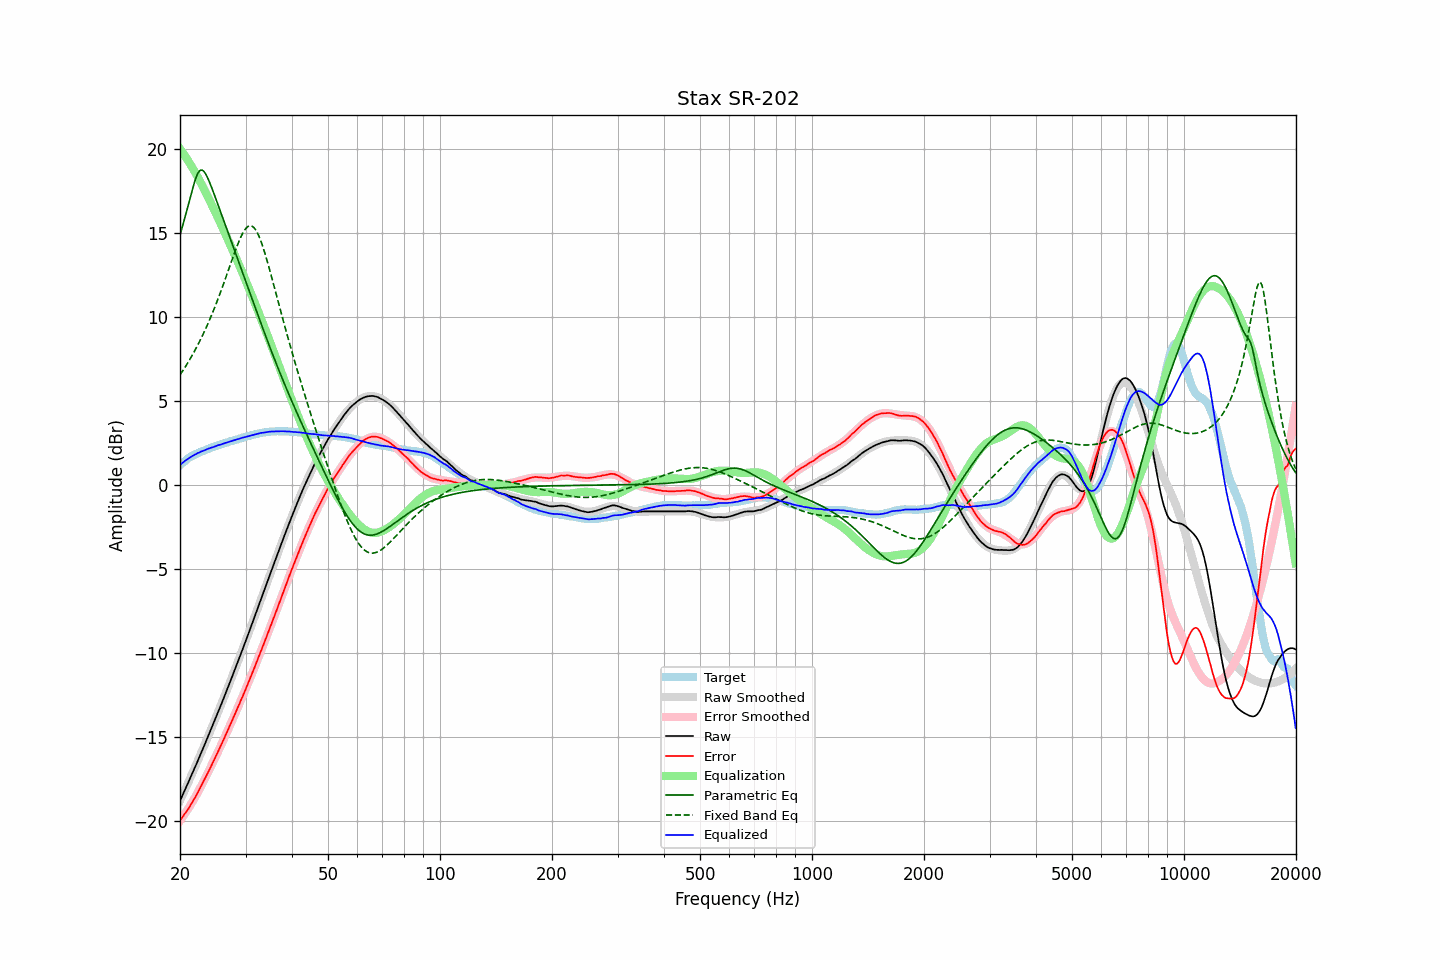 Stax SR-202
Amplitude (dBr)
20
15
10
5
0
−5
−10
−15
−20
Target
Raw Smoothed
Error Smoothed
Raw
Error
Equalization
Parametric Eq
Fixed Band Eq
Equalized
20 50 100 200 500 1000 2000 5000 10000 20000
Frequency (Hz)